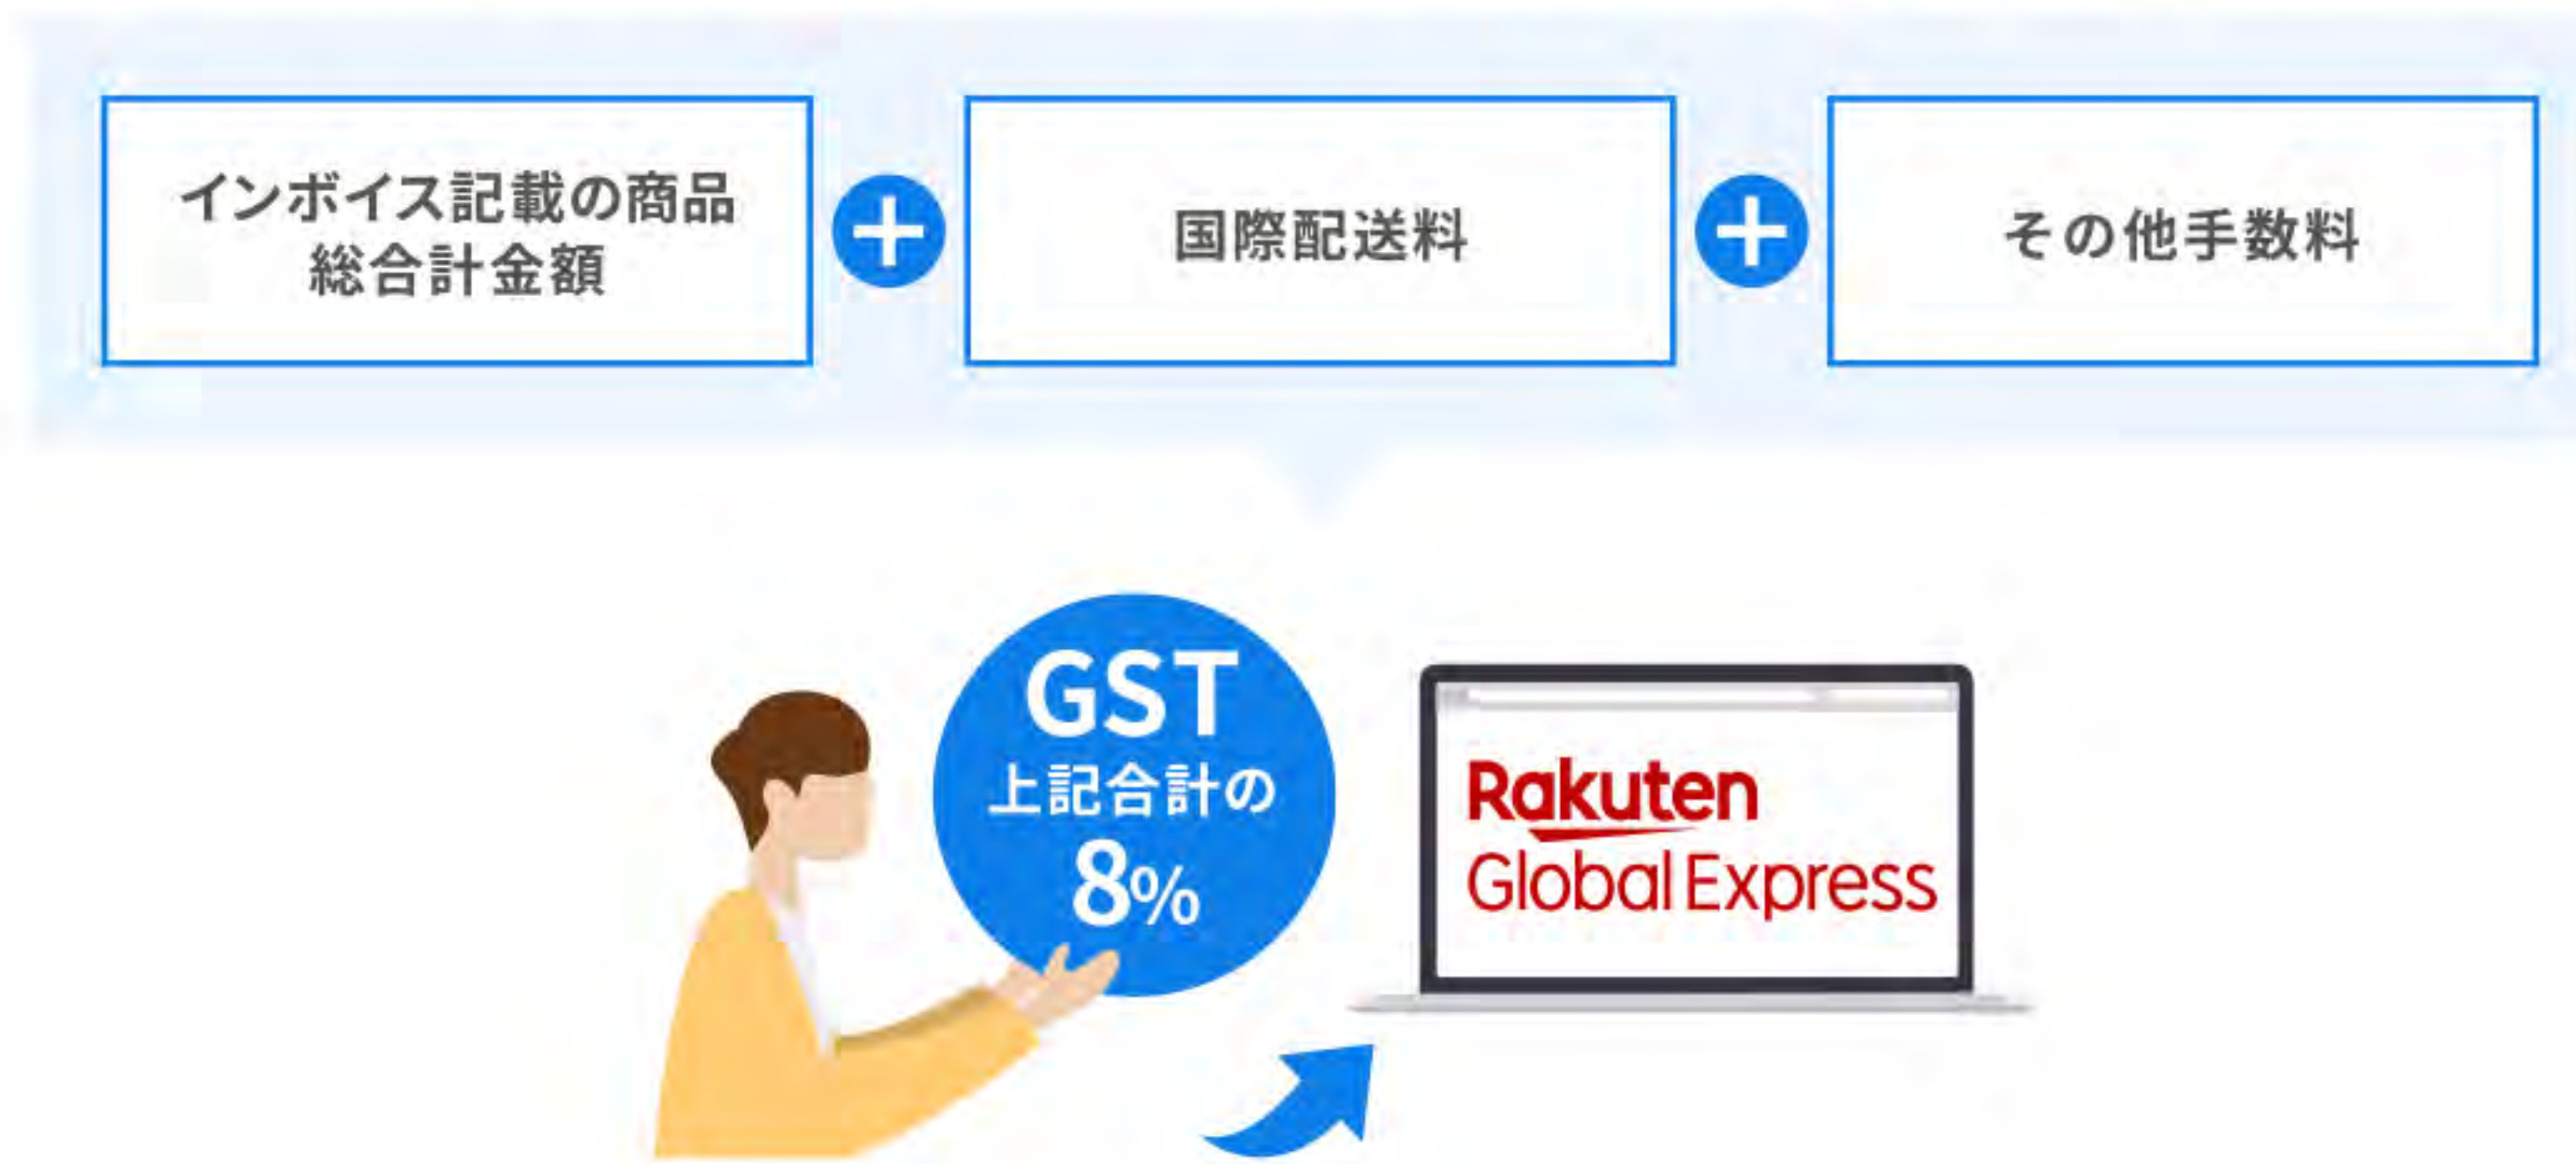 インボイス記載の商品
総合計金額
国際配送料
その他手数料
GST
上記合計の
8%
Rakuten
Global Express